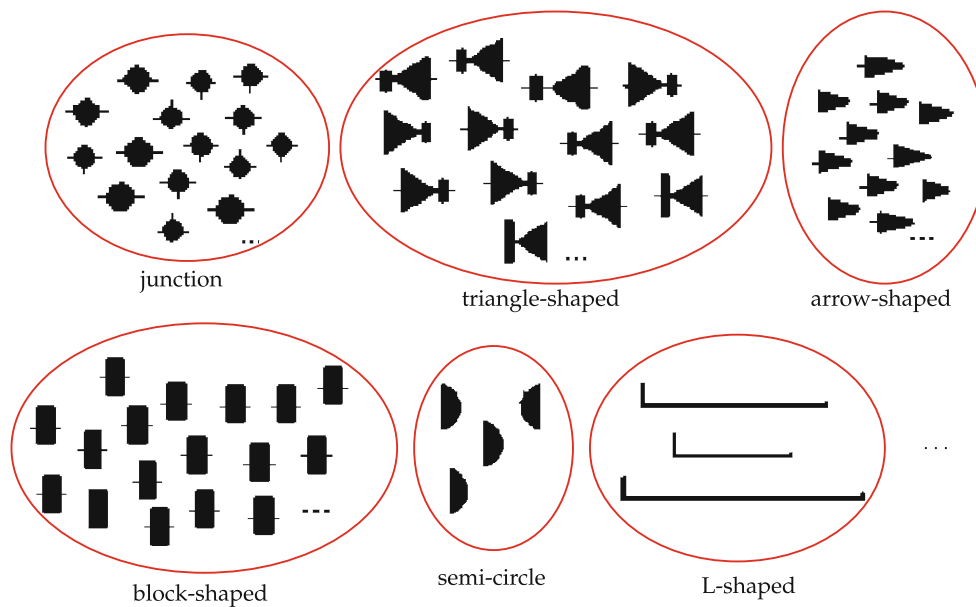 junction
triangle-shaped
arrow-shaped
block-shaped
semi-circle
L-shaped
. . .